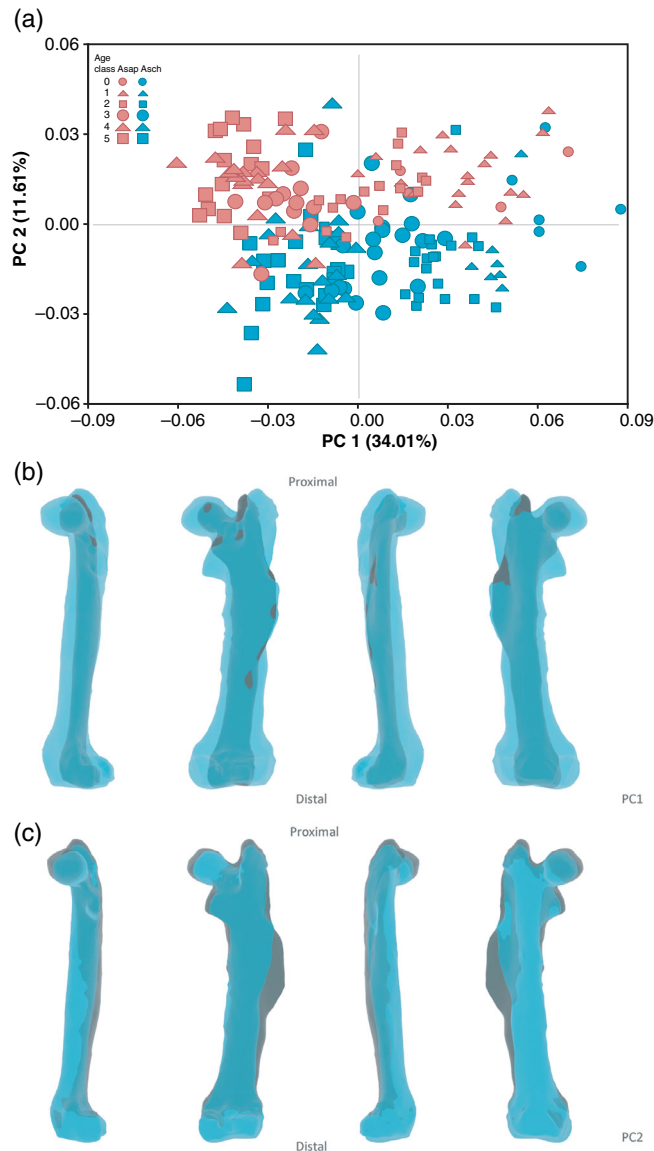 (a)
0.06
0.03
0.00
−0.03
−0.06
PC 2 (11.61%)
Age
class Asap Asch
0
1
2
3
4
5
−0.09 −0.06 −0.03 0.00 0.03 0.06 0.09
PC 1 (34.01%)
(b)
Proximal
Distal
PC1
(c)
Proximal
Distal
PC2